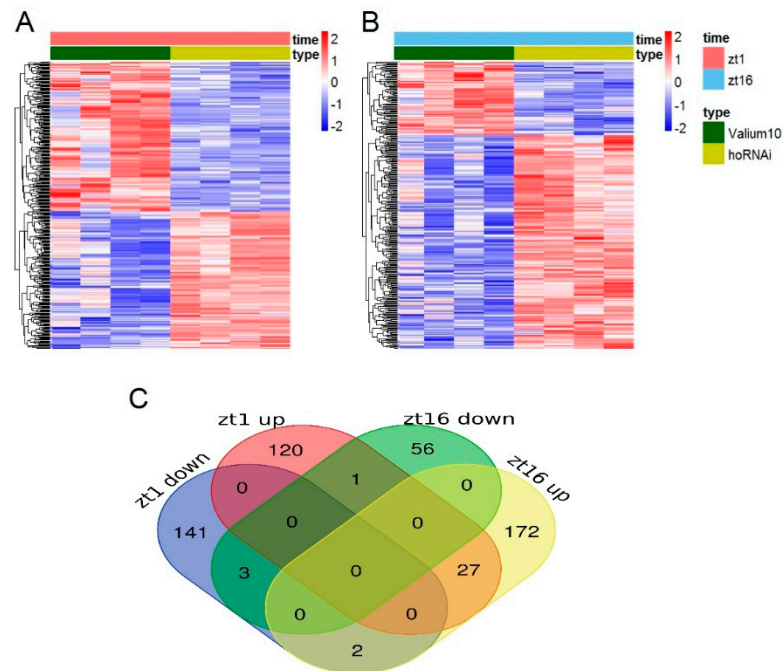 A
time
type
2
1
0
-1
-2
B
time
type
2
1
0
-1
-2
time
zt1
zt16
type
Valium10
hoRNAi
C
zt1 down
zt1 up
zt16 down
zt16 up
120
56
0
1
0
141
0
0
172
3
0
27
0
0
2